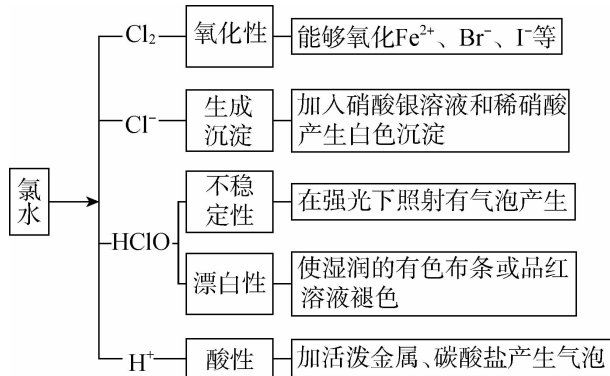 Cl₂
氧化性
能够氧化Fe²⁺、Br⁻、I⁻等
Cl⁻
生成
沉淀
加入硝酸银溶液和稀硝酸
产生白色沉淀
氯
水
HClO
不稳
定性
在强光下照射有气泡产生
漂白性
使湿润的有色布条或品红
溶液褪色
H⁺
酸性
加活泼金属、碳酸盐产生气泡